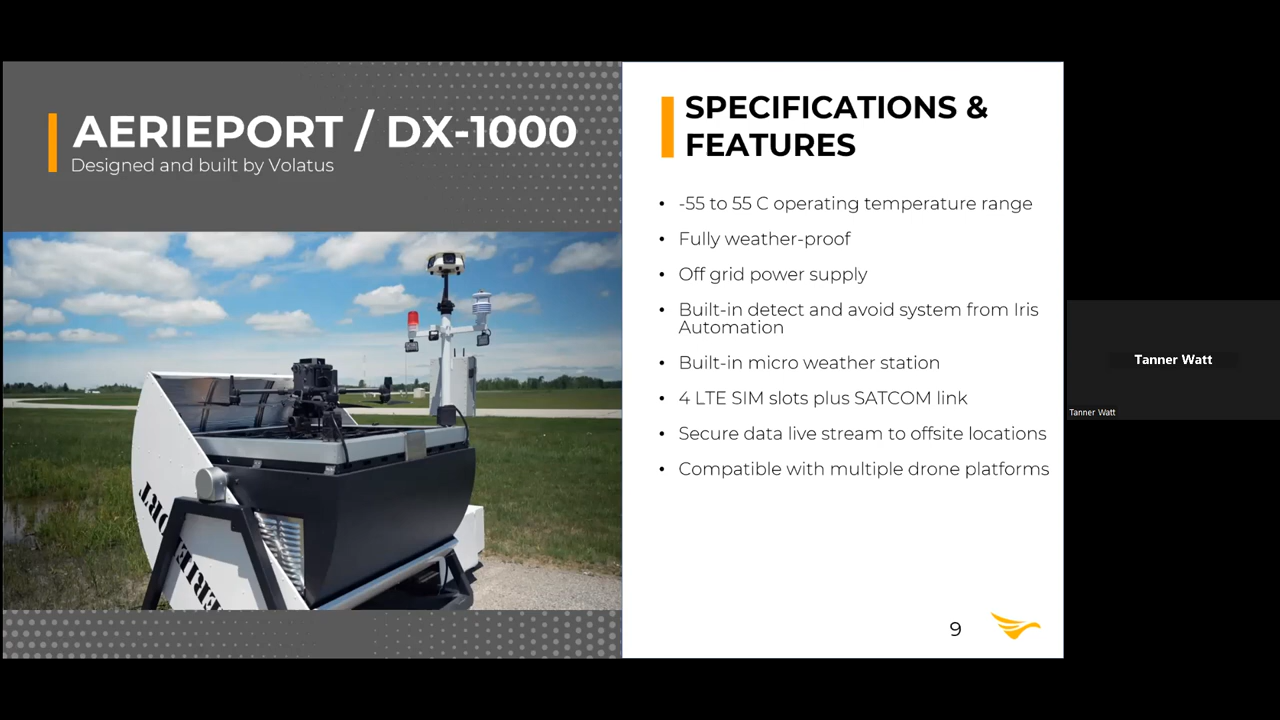 AERIEPORT / DX-1000
Designed and built by Volatus
SPECIFICATIONS &
FEATURES
• -55 to 55 C operating temperature range
• Fully weather-proof
• Off grid power supply
• Built-in detect and avoid system from Iris
Automation
• Built-in micro weather station
• 4 LTE SIM slots plus SATCOM link
• Secure data live stream to offsite locations
• Compatible with multiple drone platforms
9
Tanner Watt
Tanner Watt
ORT
ERIE